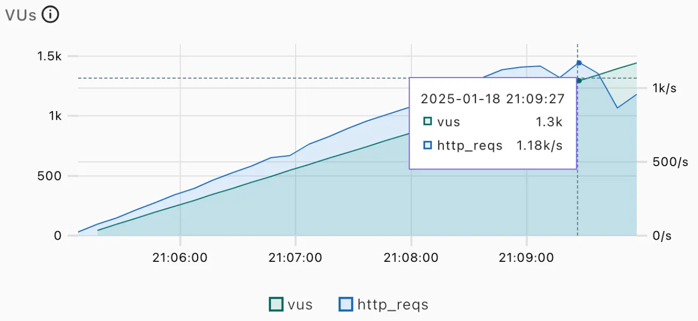 VUs
1.5k
1k
500
0
1k/s
500/s
0/s
2025-01-18 21:09:27
vus 1.3k
http_reqs 1.18k/s
21:06:00 21:07:00 21:08:00 21:09:00
vus http_reqs